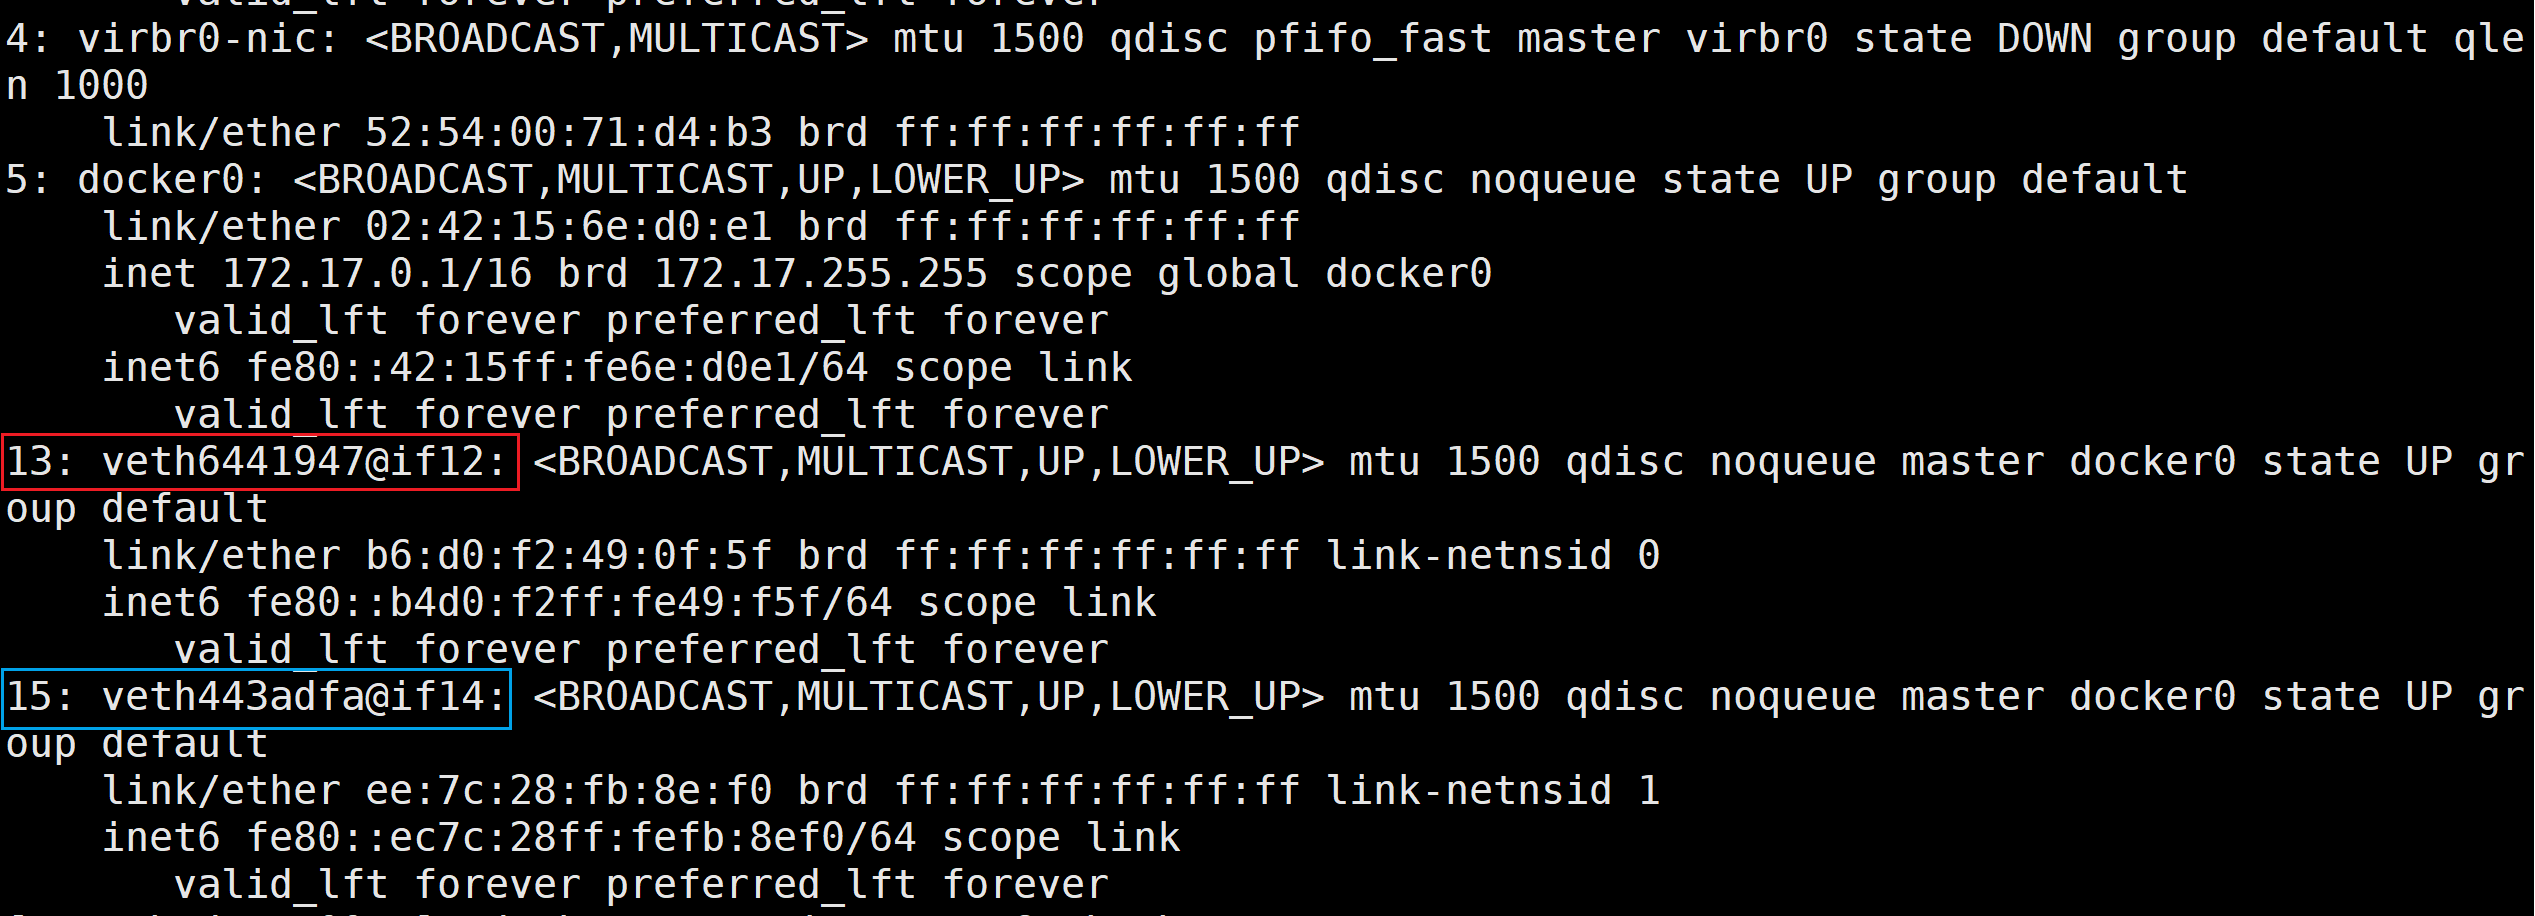 valid_lft forever preferred_lft forever
4: virbr0-nic: <BROADCAST,MULTICAST> mtu 1500 qdisc pfifo_fast master virbr0 state DOWN group default qle
n 1000
    link/ether 52:54:00:71:d4:b3 brd ff:ff:ff:ff:ff:ff
5: docker0: <BROADCAST,MULTICAST,UP,LOWER_UP> mtu 1500 qdisc noqueue state UP group default
    link/ether 02:42:15:6e:d0:e1 brd ff:ff:ff:ff:ff:ff
    inet 172.17.0.1/16 brd 172.17.255.255 scope global docker0
       valid_lft forever preferred_lft forever
    inet6 fe80::42:15ff:fe6e:d0e1/64 scope link
       valid_lft forever preferred_lft forever
13: veth6441947@if12: <BROADCAST,MULTICAST,UP,LOWER_UP> mtu 1500 qdisc noqueue master docker0 state UP gr
oup default
    link/ether b6:d0:f2:49:0f:5f brd ff:ff:ff:ff:ff:ff link-netnsid 0
    inet6 fe80::b4d0:f2ff:fe49:f5f/64 scope link
       valid_lft forever preferred_lft forever
15: veth443adfa@if14: <BROADCAST,MULTICAST,UP,LOWER_UP> mtu 1500 qdisc noqueue master docker0 state UP gr
oup default
    link/ether ee:7c:28:fb:8e:f0 brd ff:ff:ff:ff:ff:ff link-netnsid 1
    inet6 fe80::ec7c:28ff:fefb:8ef0/64 scope link
       valid_lft forever preferred_lft forever